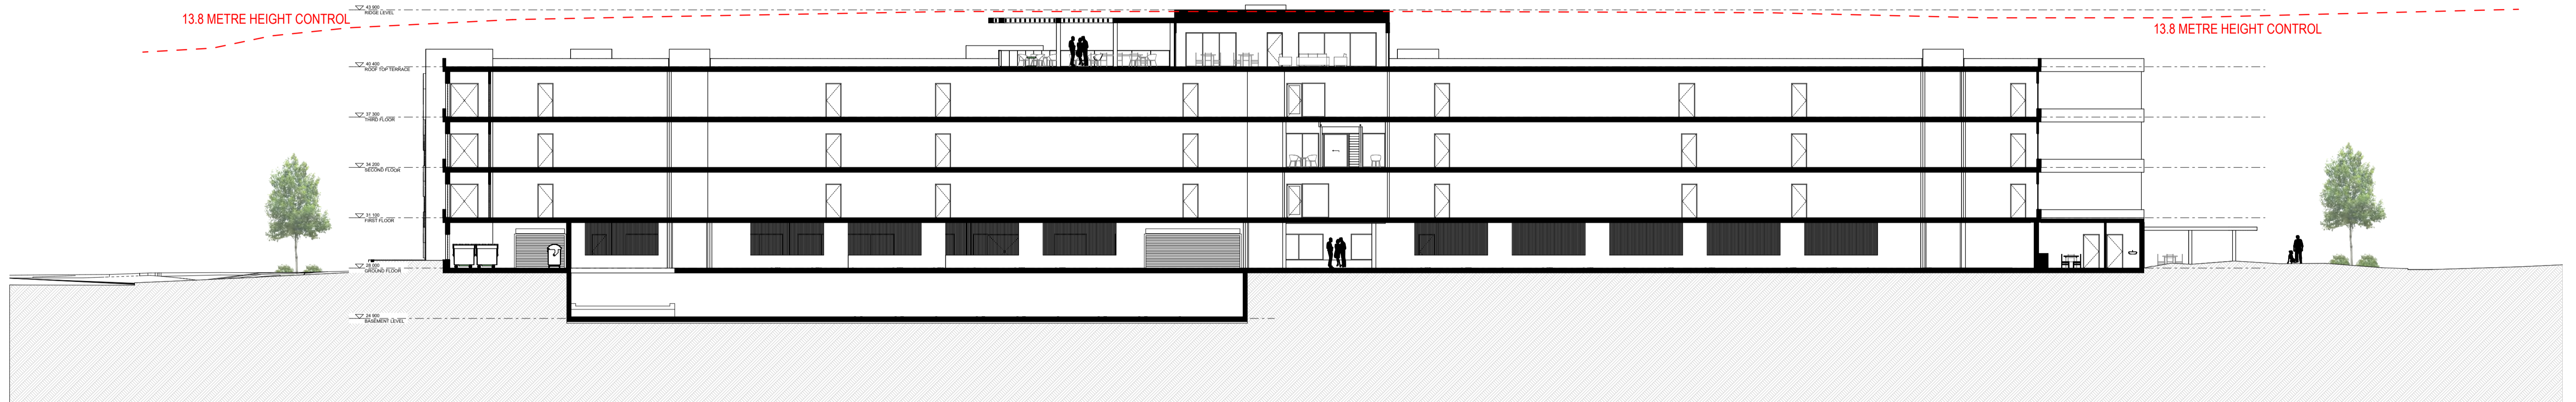 43 900
RIDGE LEVEL
13.8 METRE HEIGHT CONTROL
13.8 METRE HEIGHT CONTROL
40 400
ROOF TOP TERRACE
37 300
THIRD FLOOR
34 200
SECOND FLOOR
31 100
FIRST FLOOR
28 000
GROUND FLOOR
24 900
BASEMENT LEVEL